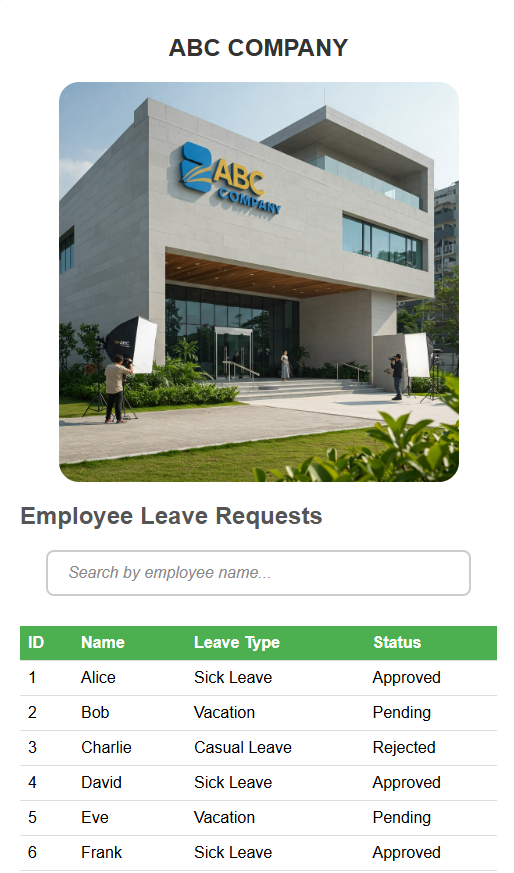 ABC COMPANY
ABC
COMPANY
Employee Leave Requests
Search by employee name...
ID Name Leave Type Status
1 Alice Sick Leave Approved
2 Bob Vacation Pending
3 Charlie Casual Leave Rejected
4 David Sick Leave Approved
5 Eve Vacation Pending
6 Frank Sick Leave Approved